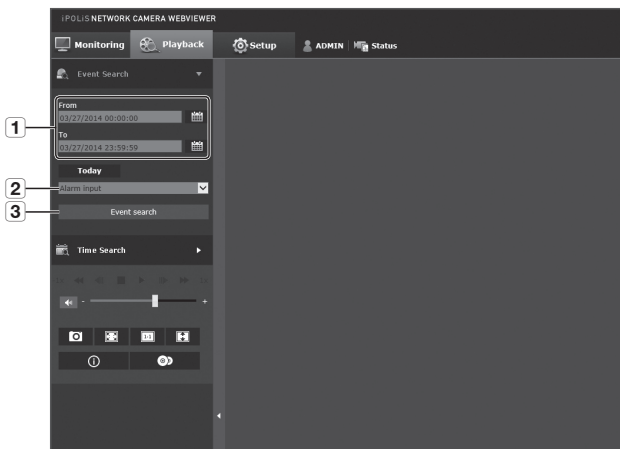 iPOLiS NETWORK CAMERA WEBVIEWER
Monitoring Playback Setup ADMIN Status
Event Search
From
1
03/27/2014 00:00:00
To
03/27/2014 23:59:59
Today
2
Alarm input
3
Event search
Time Search
- +
1:1